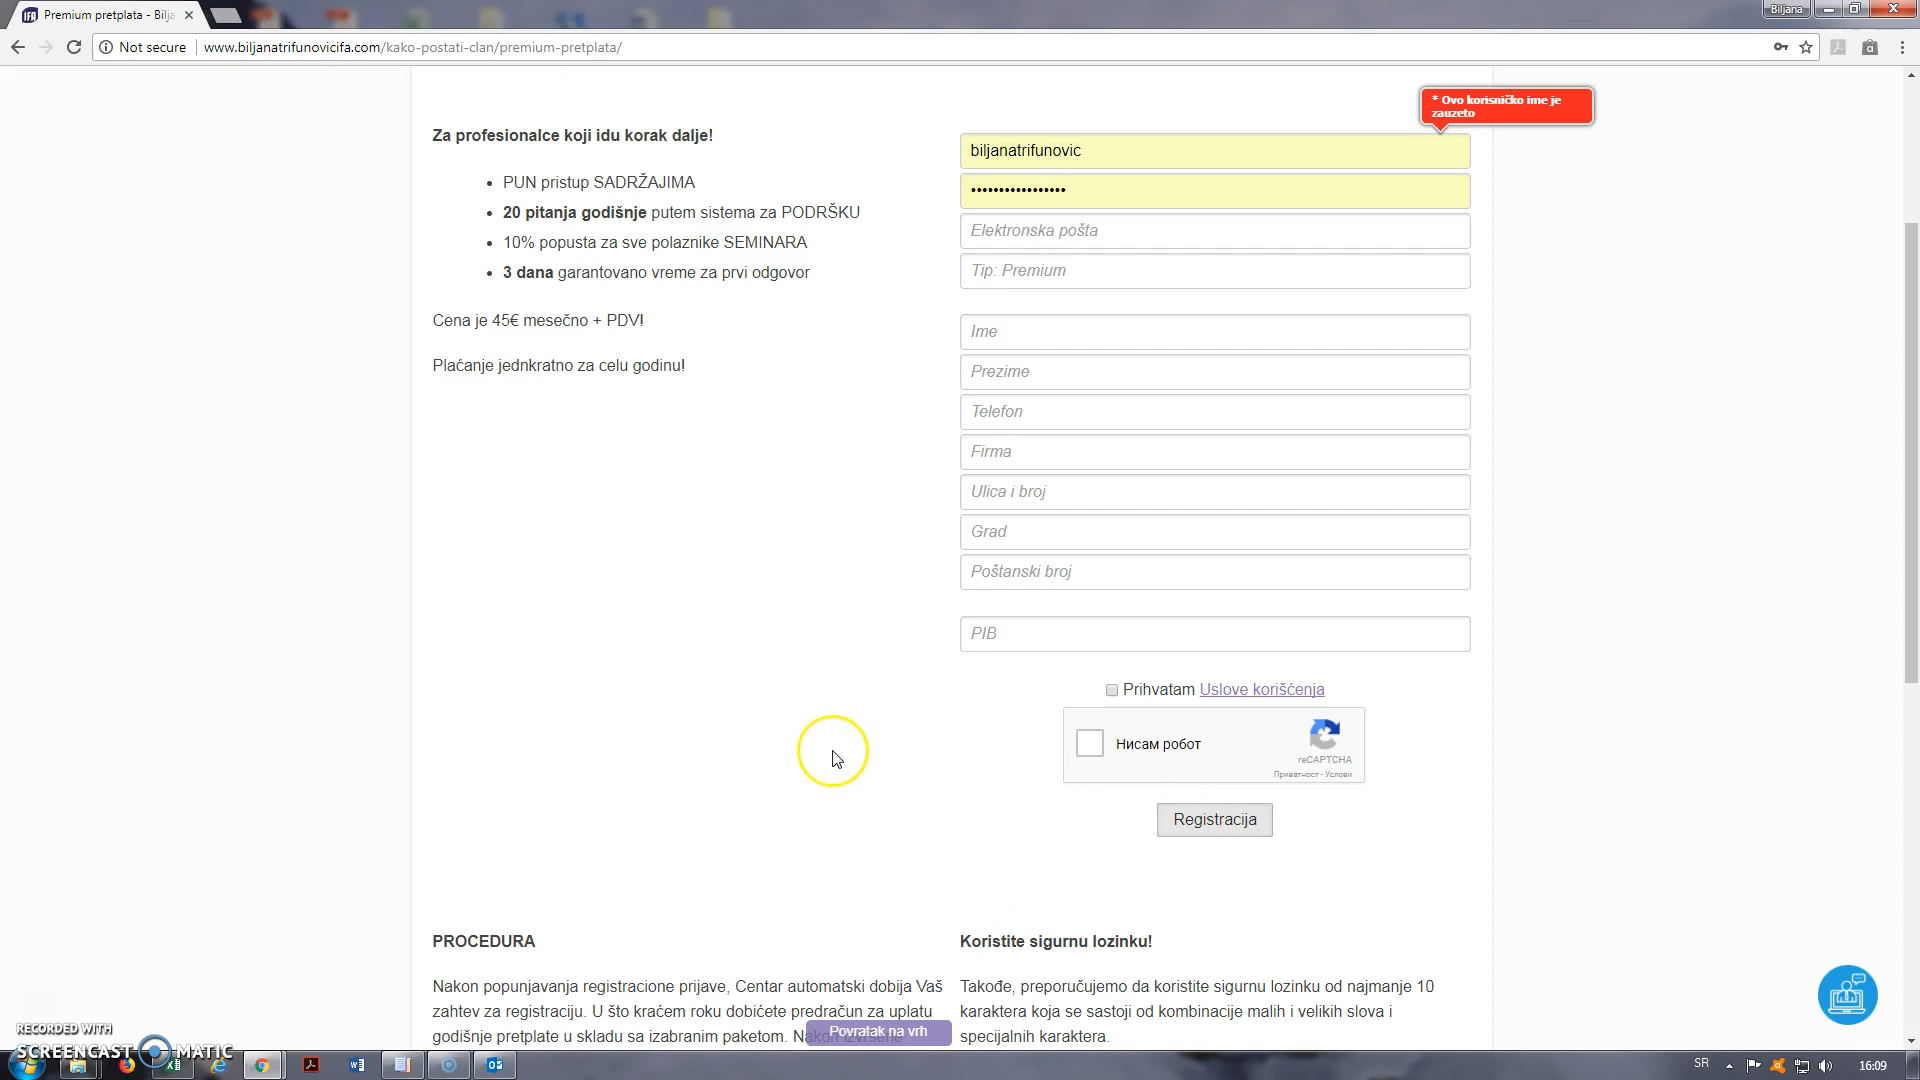 Premium pretplata - Bilja
Biljana
Not secure
www.biljanatrifunovicifa.com/kako-postati-clan/premium-pretplata/
* Ovo korisničko ime je
zauzeto
Za profesionalce koji idu korak dalje!
PUN pristup SADRŽAJIMA
20 pitanja godišnje putem sistema za PODRŠKU
10% popusta za sve polaznike SEMINARA
3 dana garantovano vreme za prvi odgovor
Cena je 45€ mesečno + PDV!
Plaćanje jednkratno za celu godinu!
biljanatrifunovic
•••••••••••••••••
Elektronska pošta
Tip: Premium
Ime
Prezime
Telefon
Firma
Ulica i broj
Grad
Poštanski broj
PIB
Prihvatam Uslove korišćenja
Нисам робот
reCAPTCHA
Приватност - Услови
Registracija
PROCEDURA
Nakon popunjavanja registracione prijave, Centar automatski dobija Vaš
zahtev za registraciju. U što kraćem roku dobićete predračun za uplatu
godišnje pretplate u skladu sa izabranim paketom. Nakon izvršene
Koristite sigurnu lozinku!
Takođe, preporučujemo da koristite sigurnu lozinku od najmanje 10
karaktera koja se sastoji od kombinacije malih i velikih slova i
specijalnih karaktera.
Povratak na vrh
RECORDED WITH
SCREENCAST MATIC
SR
16:09